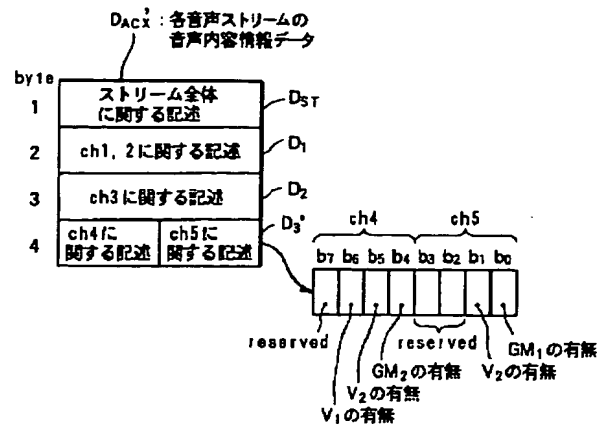 DACX' : 各音声ストリームの
音声内容情報データ
byte
1 ストリーム全体
に関する記述 DST
2 ch1, 2に関する記述 D1
3 ch3に関する記述 D2
4 ch4に
関する記述 ch5に
関する記述 D3'
ch4 ch5
b7 b6 b5 b4 b3 b2 b1 b0
reserved reserved GM1の有無
GM2の有無 V2の有無
V2の有無
V1の有無